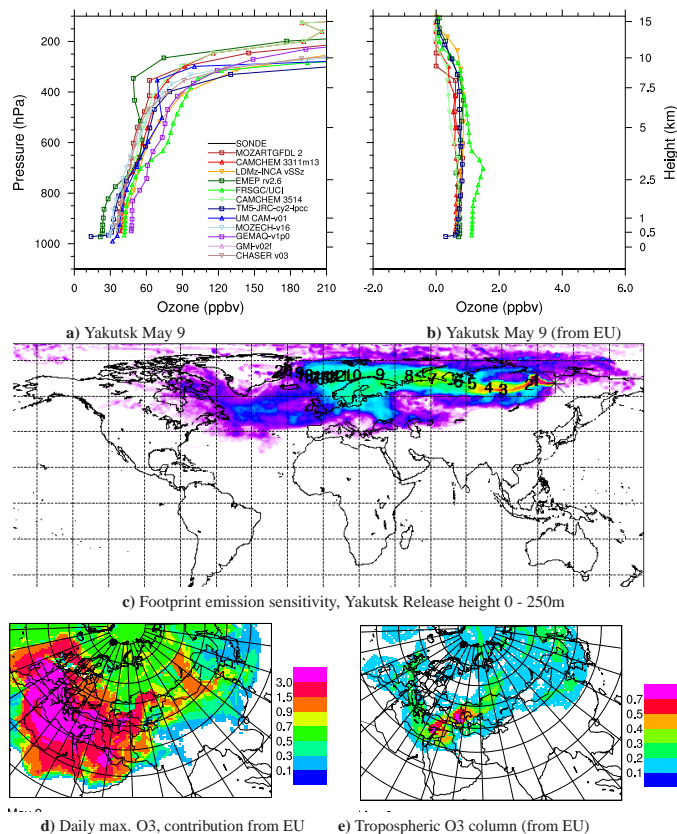 200
400
600
800
1000
Pressure (hPa)
0 30 60 90 120 150 180 210
Ozone (ppbv)
SONDE
MOZARTGFDL 2
CAMCHEM 3311m13
LDMz-INCA vSSz
EMEP rv2.6
FRSGC/UCI
CAMCHEM 3514
TM5-JRC-cy2-lpcc
UM CAM-v01
MOZECH-v16
GEMAQ-v1p0
GMI-v02f
CHASER v03
15
10
7.5
5
2.5
1
0.5
0
Height (km)
-2.0 0.0 2.0 4.0 6.0
Ozone (ppbv)
a) Yakutsk May 9
b) Yakutsk May 9 (from EU)
10 9 8 7 6 5 4 3 1
c) Footprint emission sensitivity, Yakutsk Release height 0 - 250m
3.0
1.5
0.9
0.7
0.5
0.3
0.1
0.7
0.5
0.4
0.3
0.2
0.1
d) Daily max. O3, contribution from EU
e) Tropospheric O3 column (from EU)